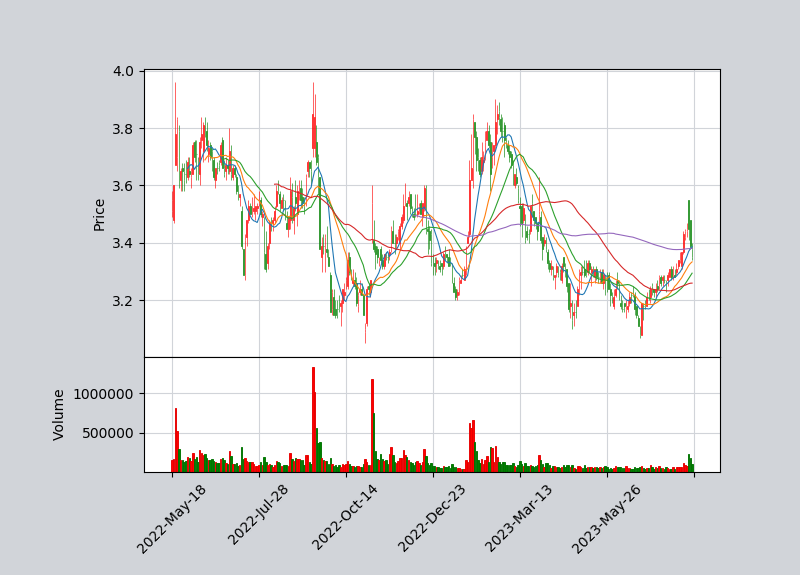 4.0
3.8
3.6
3.4
3.2
Price
1000000
500000
Volume
2022-May-18
2022-Jul-28
2022-Oct-14
2022-Dec-23
2023-Mar-13
2023-May-26